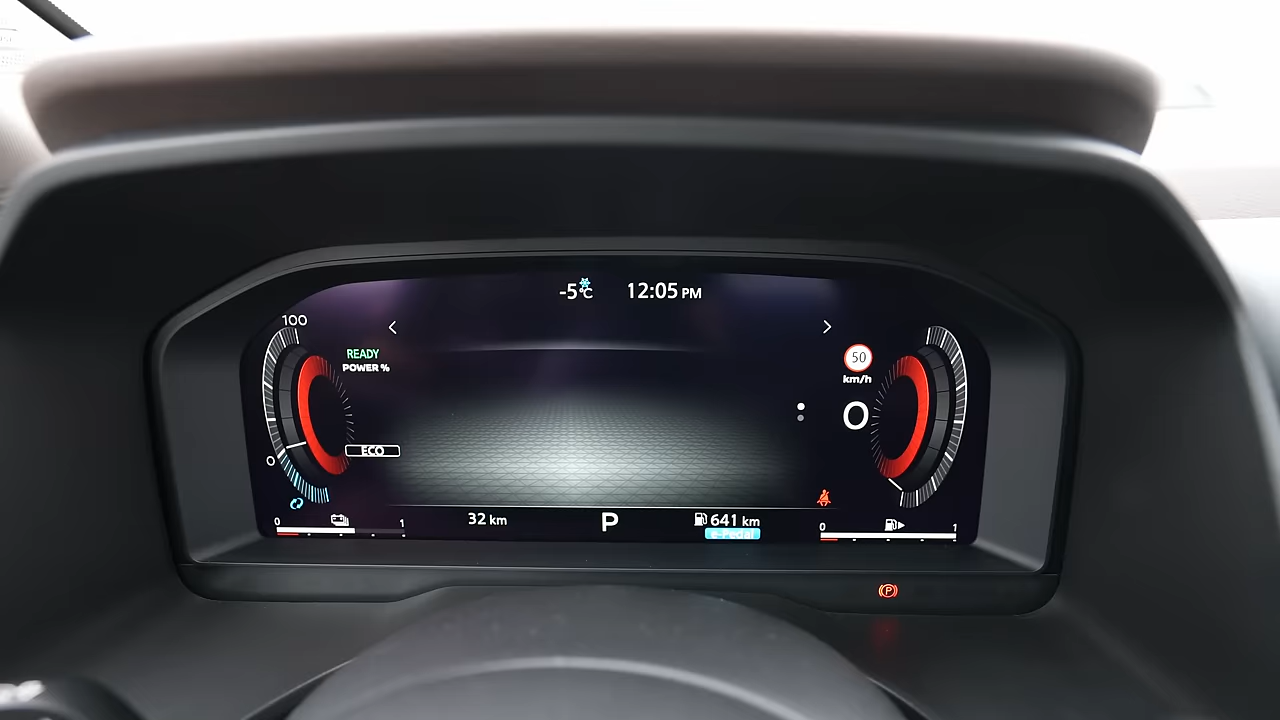 -5°C 12:05 PM
100
READY
POWER %
50
km/h
0
ECO
0
32 km P 641 km
e-Pedal
0 1
0 1
P